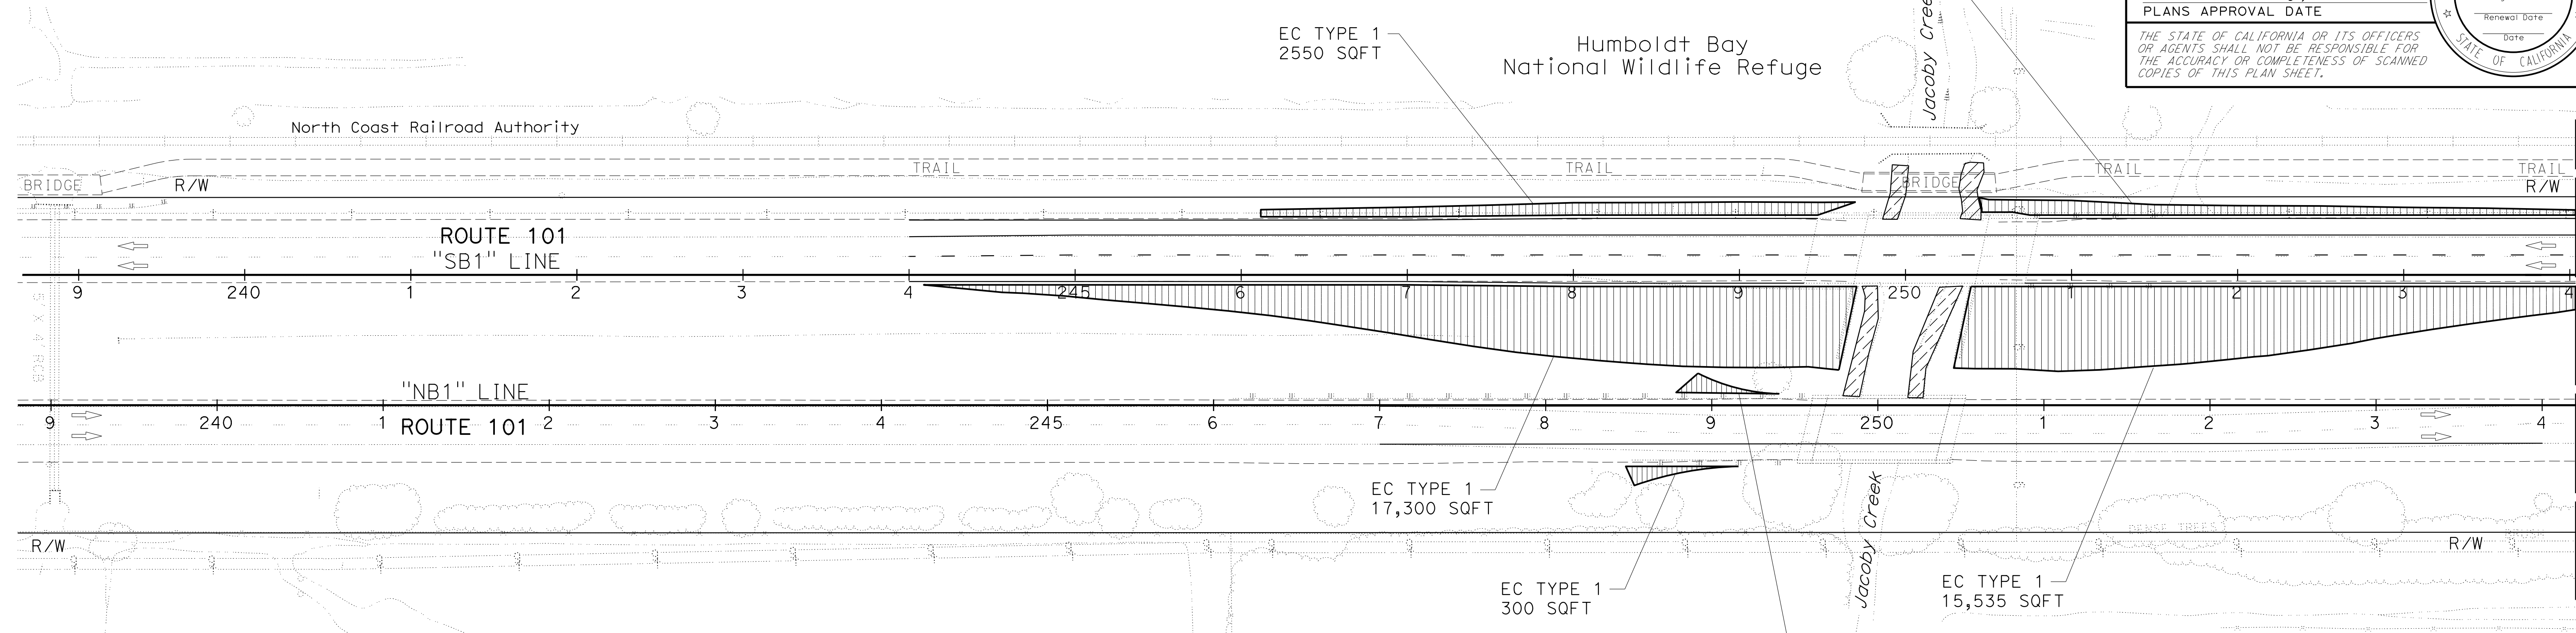 PLANS APPROVAL DATE
Renewal Date
Date
STATE OF CALIFORNIA
THE STATE OF CALIFORNIA OR ITS OFFICERS
OR AGENTS SHALL NOT BE RESPONSIBLE FOR
THE ACCURACY OR COMPLETENESS OF SCANNED
COPIES OF THIS PLAN SHEET.
EC TYPE 1
2550 SQFT
Humboldt Bay
National Wildlife Refuge
Jacoby Cree
North Coast Railroad Authority
TRAIL
TRAIL
TRAIL
TRAIL
BRIDGE
BRIDGE
R/W
R/W
ROUTE 101
"SB1" LINE
9 240 1 2 3 4 245 6 7 8 9 250 1 2 3 4
5'X4'RCB
"NB1" LINE
9 240 1 2 3 4 245 6 7 8 9 250 1 2 3 4
ROUTE 101
EC TYPE 1
17,300 SQFT
Jacoby Creek
DENSE TREES
R/W
R/W
EC TYPE 1
300 SQFT
EC TYPE 1
15,535 SQFT